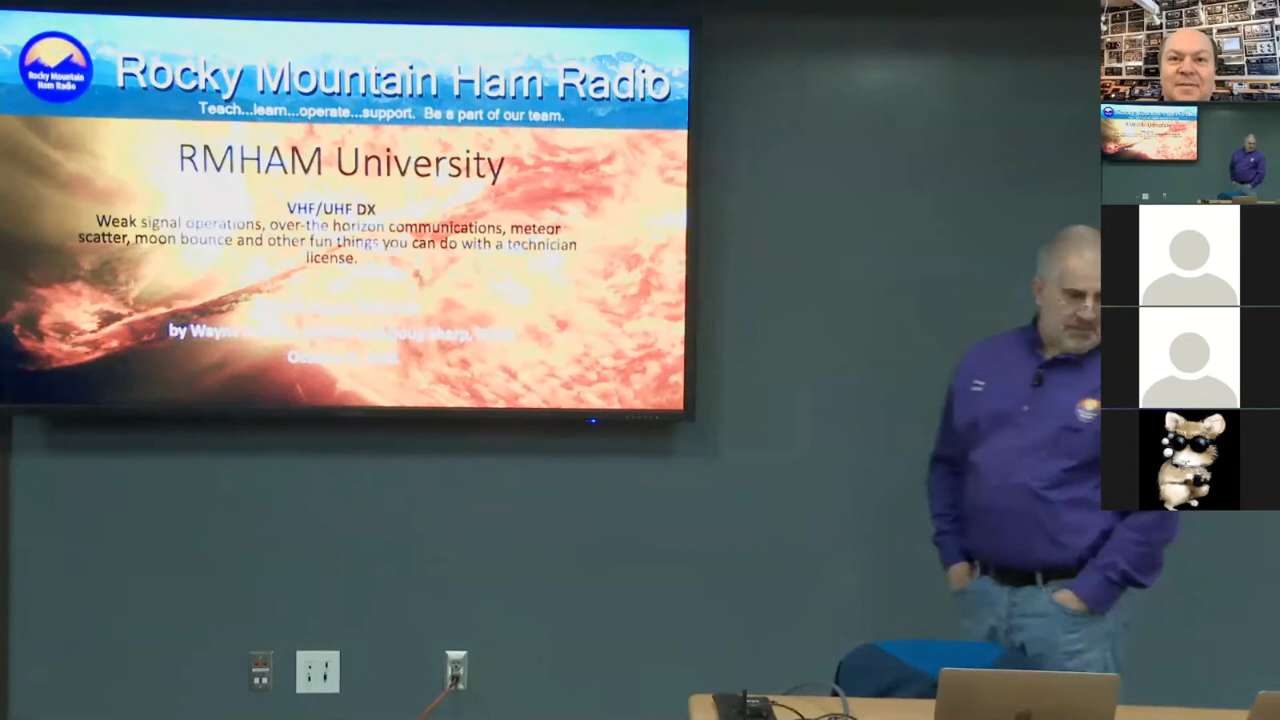 Rocky Mountain
Ham Radio
Rocky Mountain Ham Radio
Teach...learn...operate...support. Be a part of our team.
RMHAM University
VHF/UHF DX
Weak signal operations, over-the horizon communications, meteor
scatter, moon bounce and other fun things you can do with a technician
license.
by Wayne